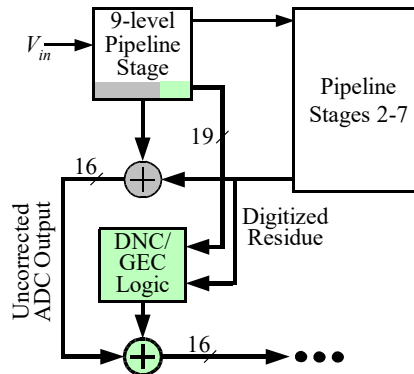 9-level
Pipeline
Stage
V_in
Pipeline
Stages 2-7
19
16
Uncorrected
ADC Output
Digitized
Residue
DNC/
GEC
Logic
16